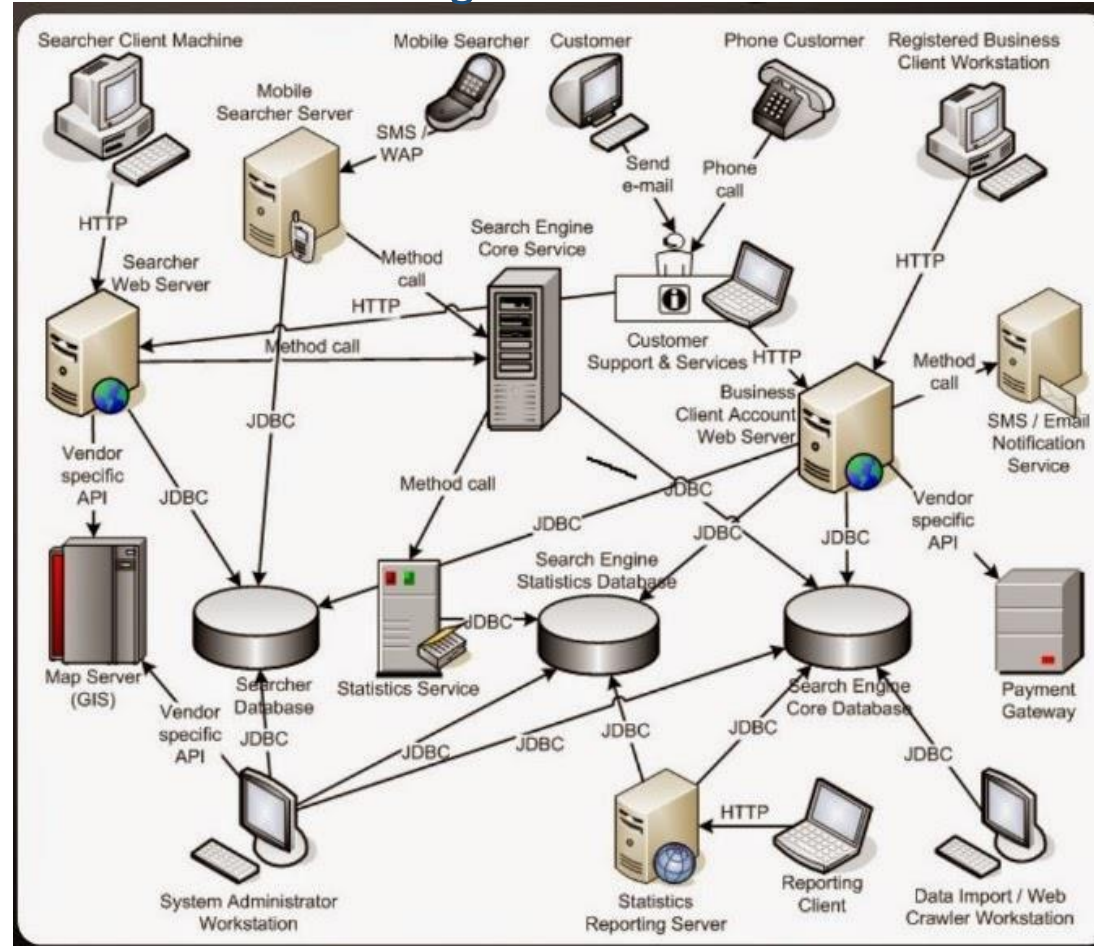 Searcher Client Machine
Mobile Searcher
Customer
Phone Customer
Registered Business
Client Workstation
Mobile
Searcher Server
SMS /
WAP
Send
e-mail
Phone
call
HTTP
Searcher
Web Server
Search Engine
Core Service
Method
call
HTTP
HTTP
Method call
Customer
Support & Services
HTTP
Method
call
Business
Client Account
Web Server
SMS / Email
Notification
Service
JDBC
Vendor
specific
API
JDBC
Method call
JDBC
Vendor
specific
API
JDBC
JDBC
JDBC
Search Engine
Statistics Database
JDBC
Map Server
(GIS)
Searcher
Database
Statistics Service
Search Engine
Core Database
Payment
Gateway
Vendor
specific
API
JDBC
JDBC
JDBC
JDBC
JDBC
JDBC
HTTP
System Administrator
Workstation
Statistics
Reporting Server
Reporting
Client
Data Import / Web
Crawler Workstation